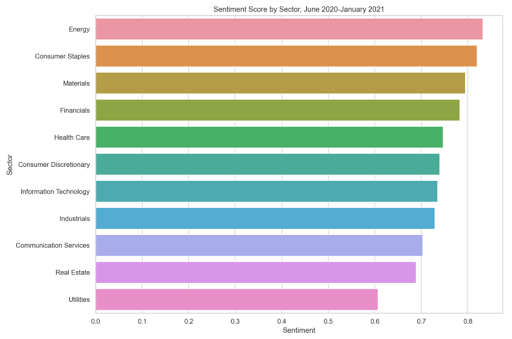 Sentiment Score by Sector, June 2020-January 2021
Energy
Consumer Staples
Materials
Financials
Health Care
Consumer Discretionary
Information Technology
Industrials
Communication Services
Real Estate
Utilities
Sector
0.0 0.1 0.2 0.3 0.4 0.5 0.6 0.7 0.8
Sentiment